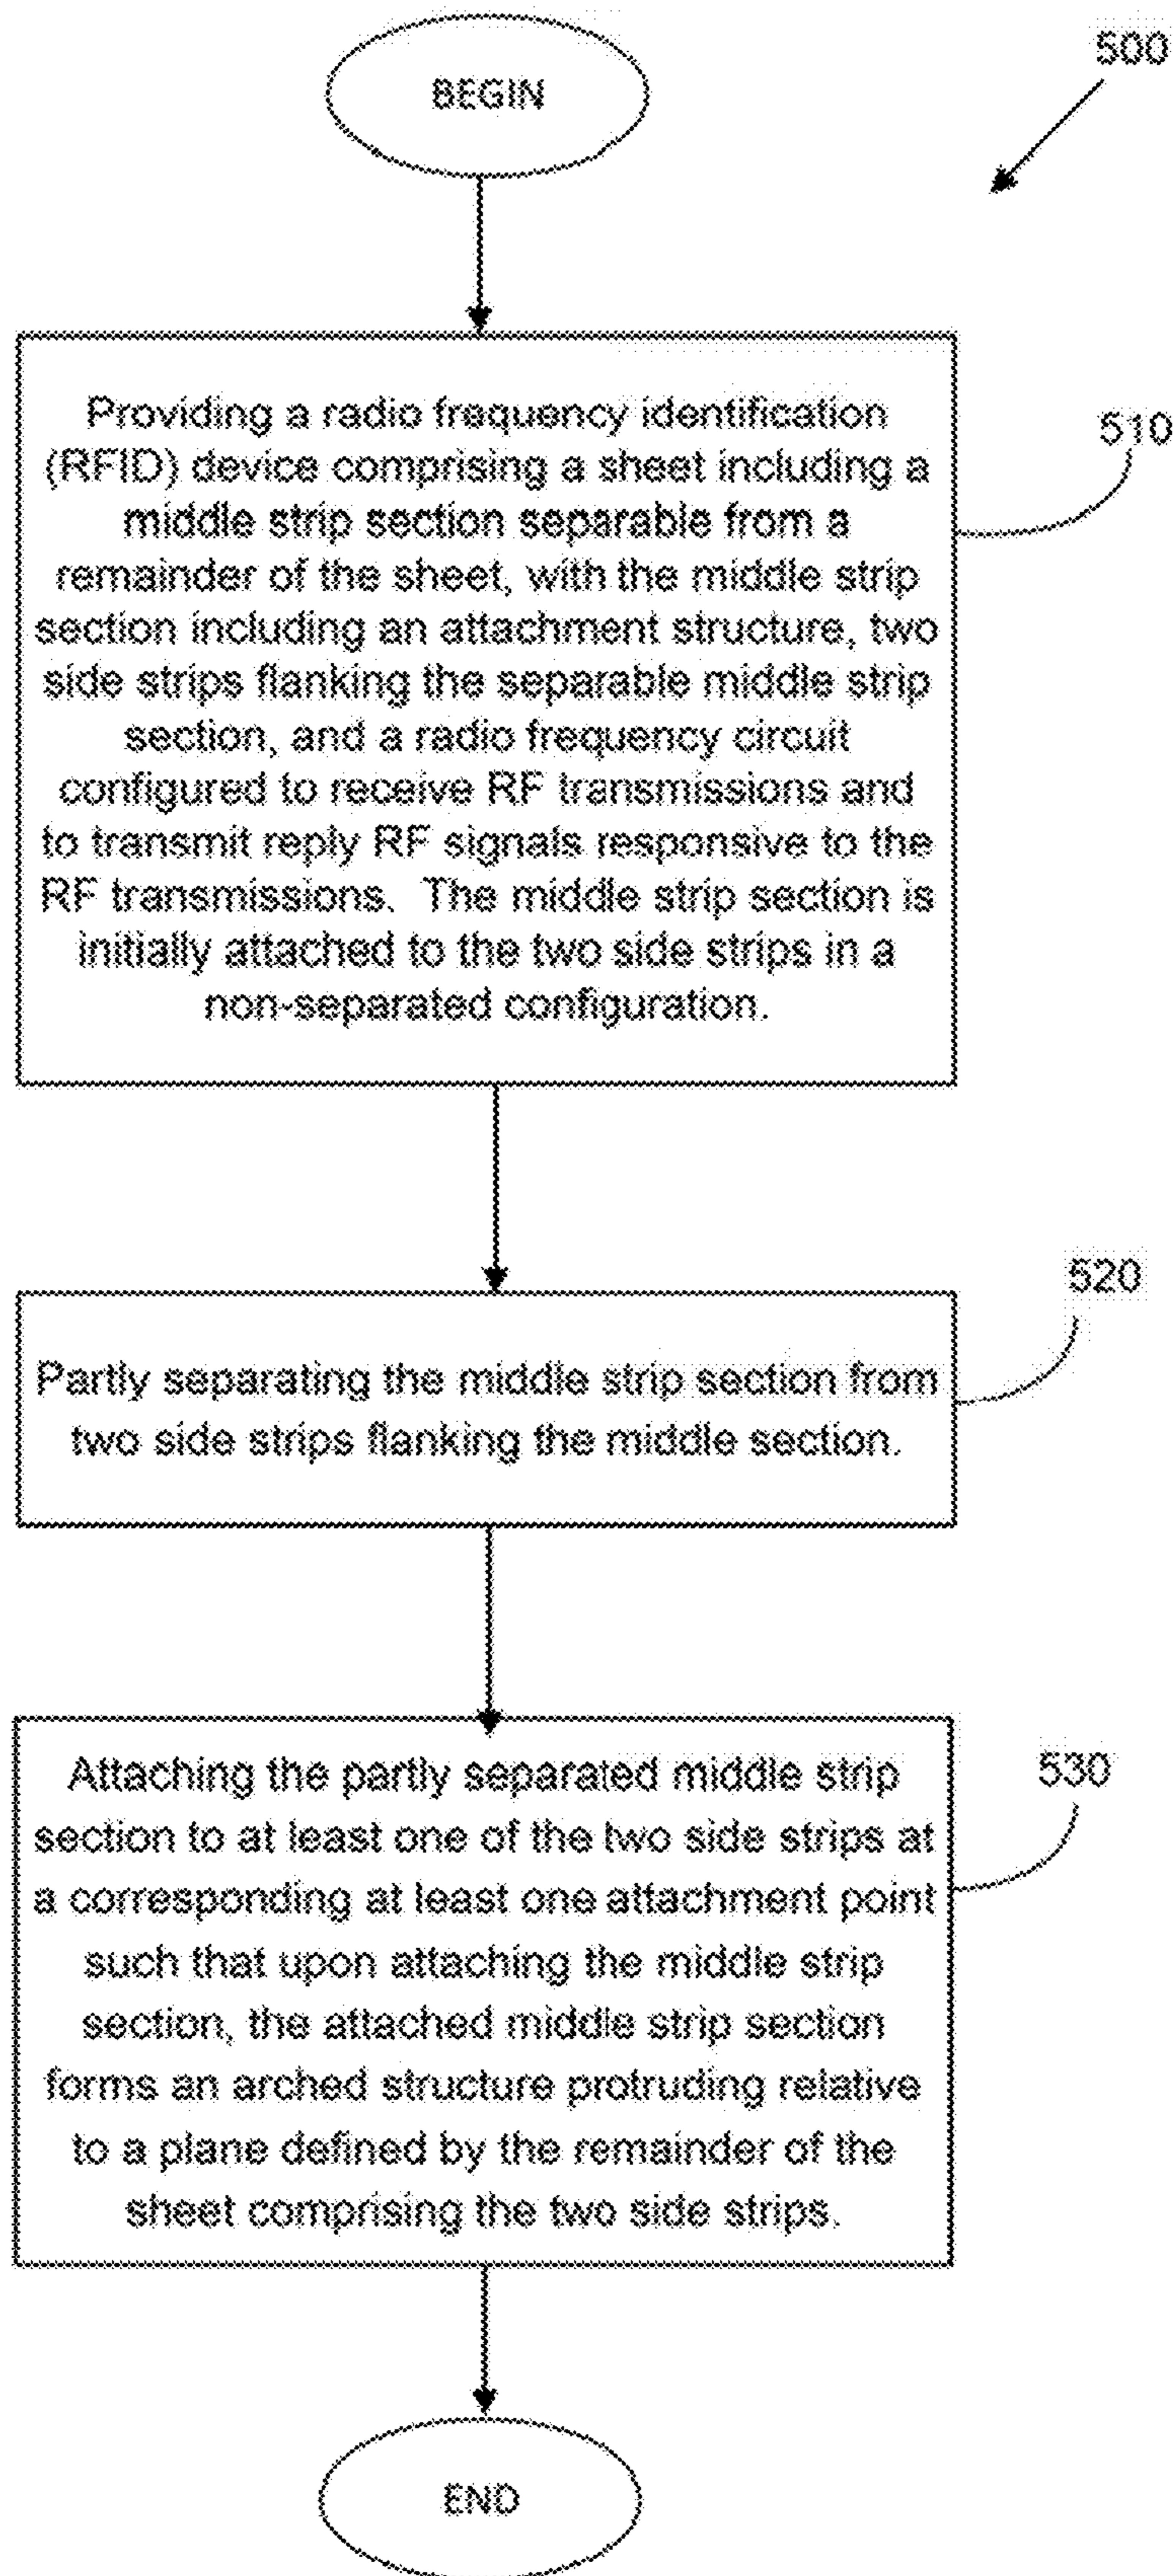 500
BEGIN
Providing a radio frequency identification
(RFID) device comprising a sheet including a
middle strip section separable from a
remainder of the sheet, with the middle strip
section including an attachment structure, two
side strips flanking the separable middle strip
section, and a radio frequency circuit
configured to receive RF transmissions and
to transmit reply RF signals responsive to the
RF transmissions. The middle strip section is
initially attached to the two side strips in a
non-separated configuration.
510
Partly separating the middle strip section from
two side strips flanking the middle section.
520
Attaching the partly separated middle strip
section to at least one of the two side strips at
a corresponding at least one attachment point
such that upon attaching the middle strip
section, the attached middle strip section
forms an arched structure protruding relative
to a plane defined by the remainder of the
sheet comprising the two side strips.
530
END